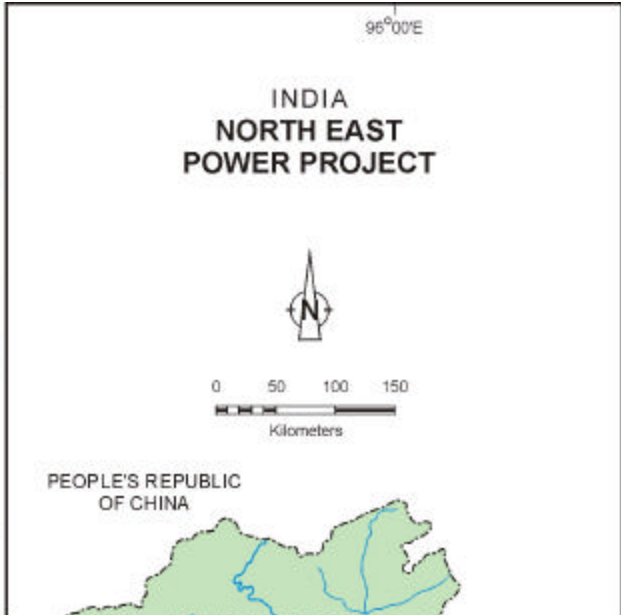 96°00'E
INDIA
NORTH EAST
POWER PROJECT
N
0 50 100 150
Kilometers
PEOPLE'S REPUBLIC
OF CHINA